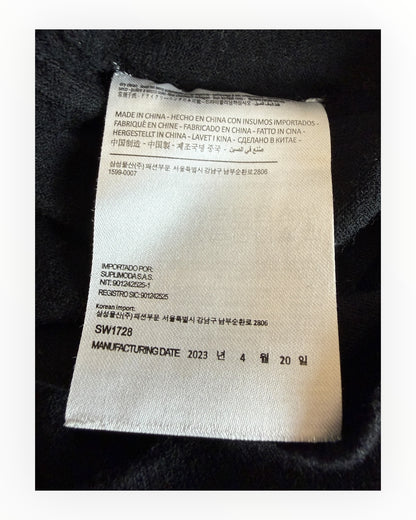 MADE IN CHINA - HECHO EN CHINA CON INSUMOS IMPORTADOS -
FABRIQUÉ EN CHINE - FABRICADO EN CHINA - FATTO IN CINA -
HERGESTELLT IN CHINA - LAVET I KINA - СДЕЛАНО В КИТАЕ -
中国制造 - 中国製 - 제조국명 중국 - صنع في الصين
삼성물산(주) 패션부문 서울특별시 강남구 남부순환로 2806
1599-0007
IMPORTADO POR:
SUPLIMODA S.A.S.
NIT: 901242525-1
REGISTRO SIC: 901242525
Korean Import:
삼성물산(주) 패션부문 서울특별시 강남구 남부순환로 2806
SW1728
MANUFACTURING DATE 2023 년 4 월 20 일